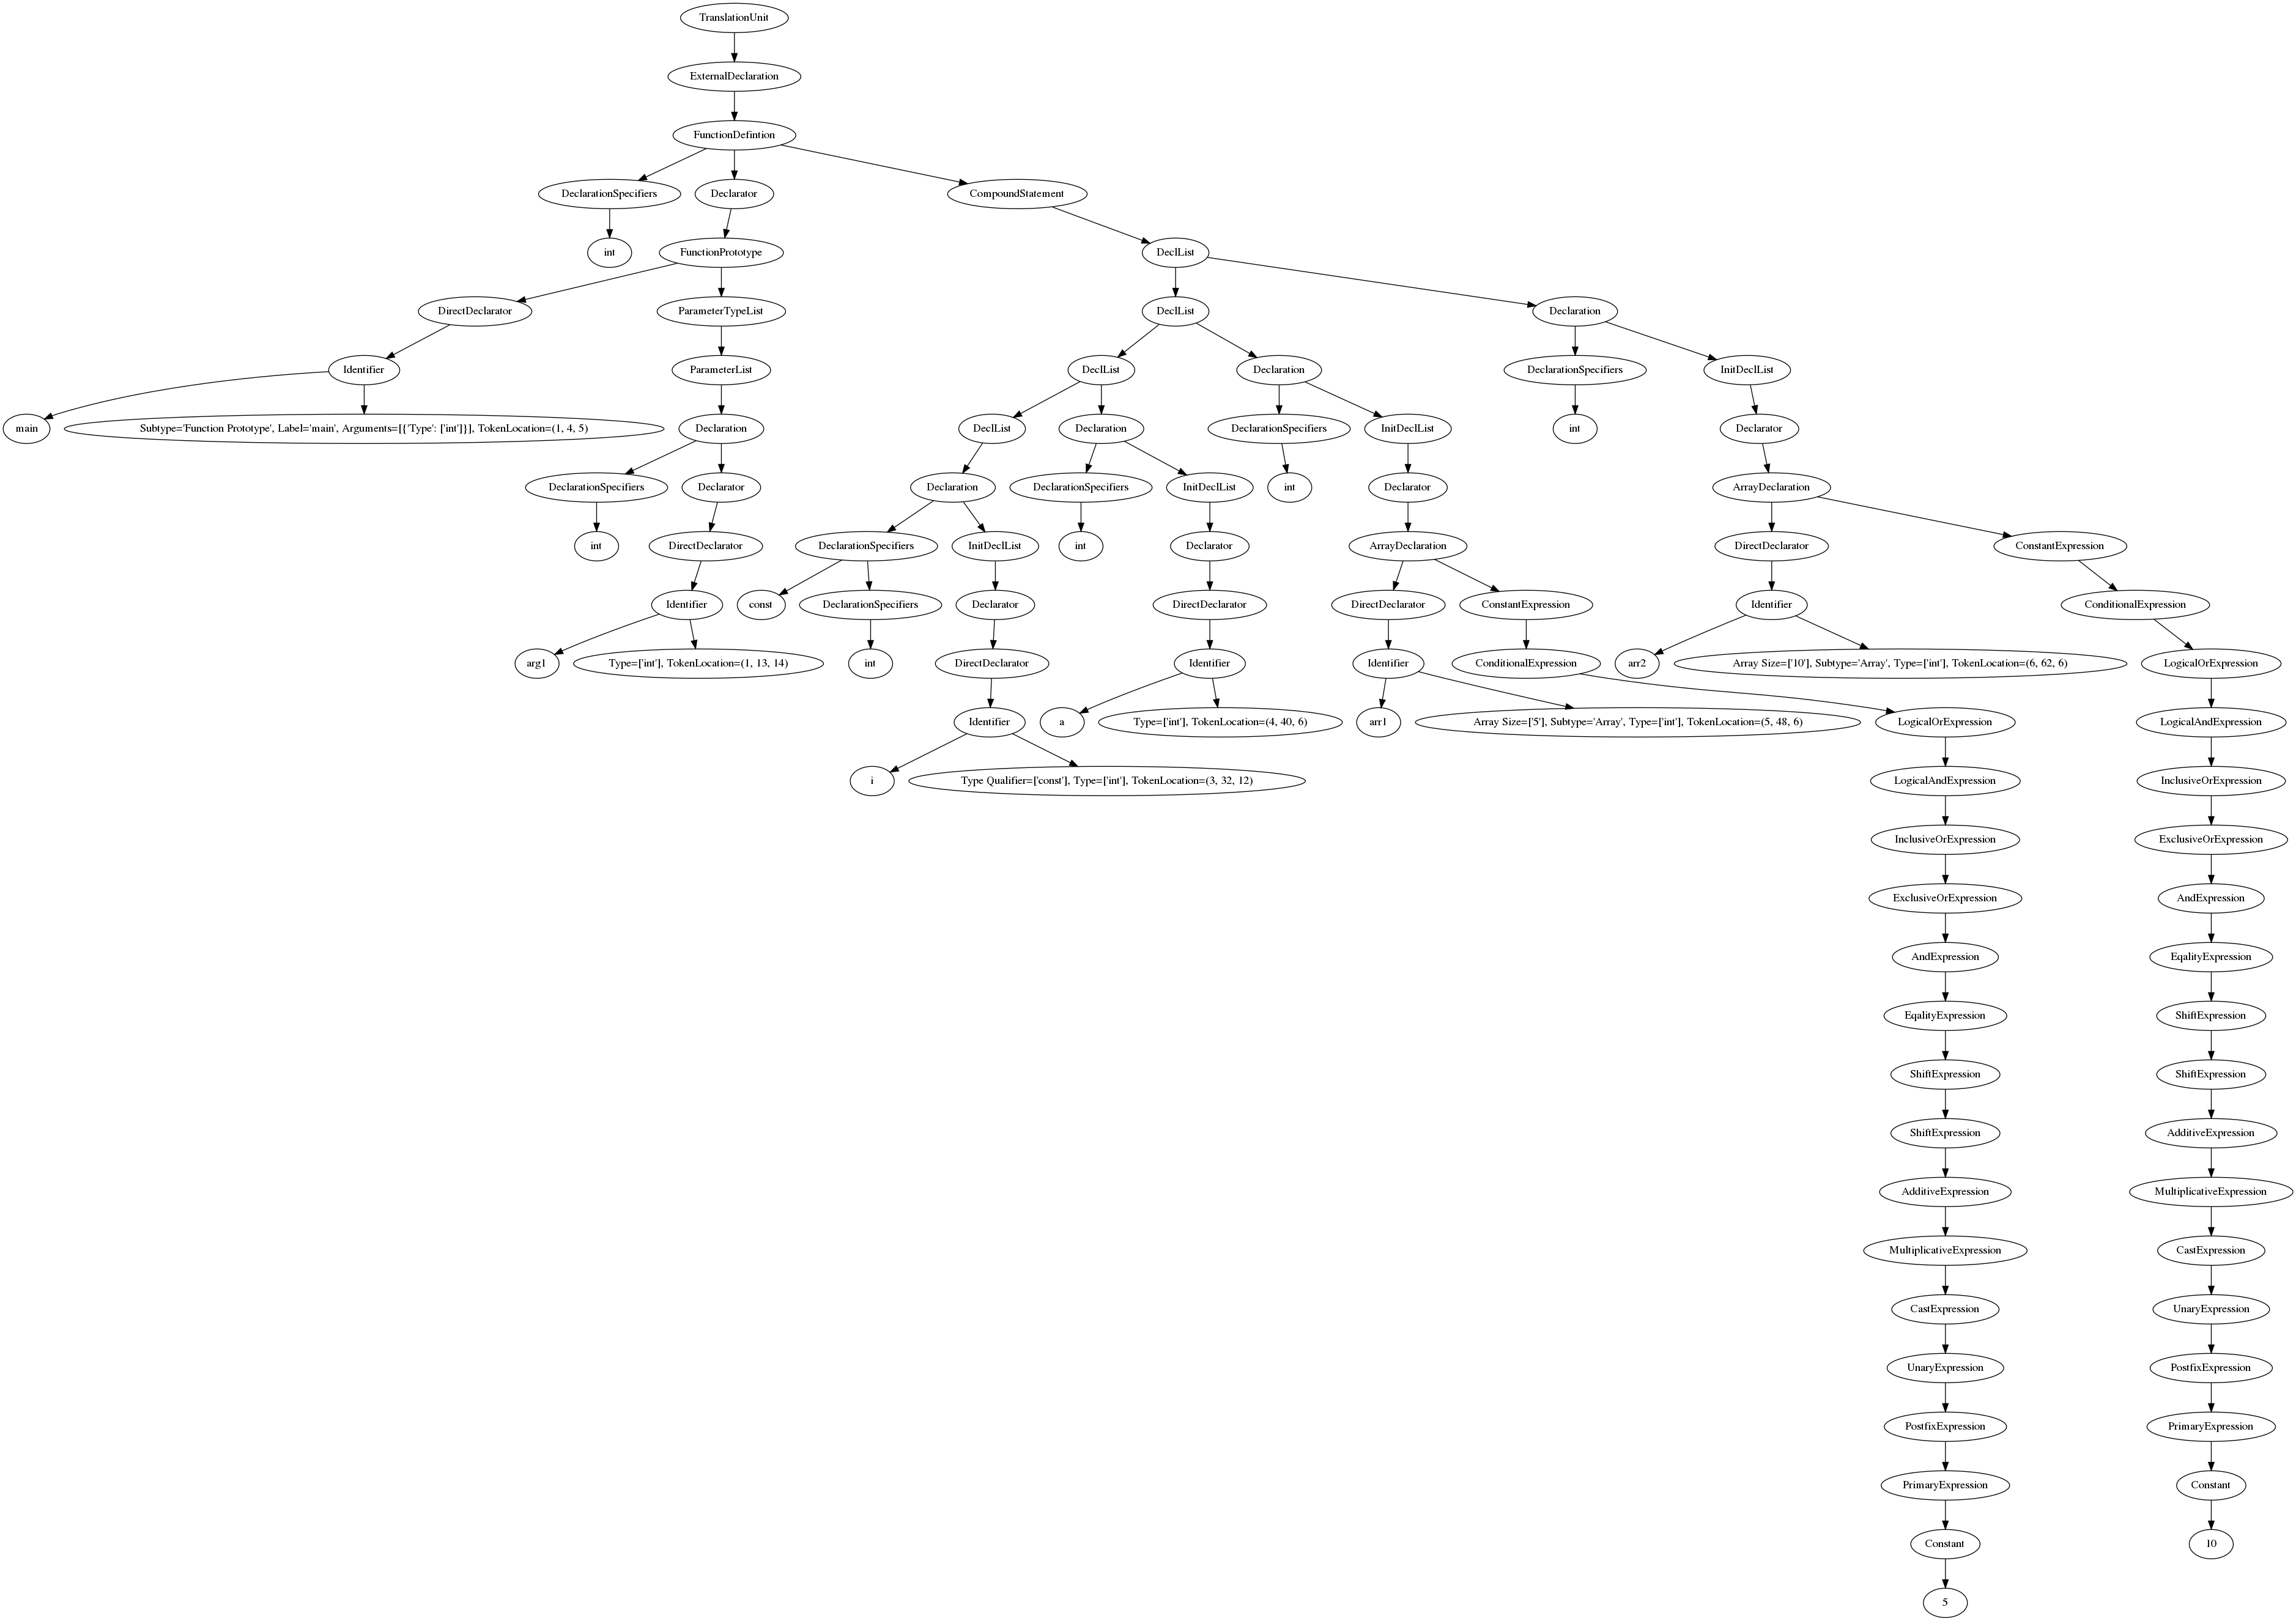 TranslationUnit
ExternalDeclaration
FunctionDefintion
DeclarationSpecifiers
Declarator
CompoundStatement
int
FunctionPrototype
DeclList
DirectDeclarator
ParameterTypeList
DeclList
Declaration
Identifier
ParameterList
DeclList
Declaration
DeclarationSpecifiers
InitDeclList
main
Subtype='Function Prototype', Label='main', Arguments=[{'Type': ['int']}], TokenLocation=(1, 4, 5)
Declaration
DeclList
Declaration
DeclarationSpecifiers
InitDeclList
int
Declarator
DeclarationSpecifiers
Declarator
Declaration
DeclarationSpecifiers
InitDeclList
int
Declarator
ArrayDeclaration
int
DirectDeclarator
DeclarationSpecifiers
InitDeclList
int
Declarator
ArrayDeclaration
DirectDeclarator
ConstantExpression
Identifier
const
DeclarationSpecifiers
Declarator
DirectDeclarator
DirectDeclarator
ConstantExpression
Identifier
ConditionalExpression
arg1
Type=['int'], TokenLocation=(1, 13, 14)
int
DirectDeclarator
Identifier
Identifier
ConditionalExpression
arr2
Array Size=['10'], Subtype='Array', Type=['int'], TokenLocation=(6, 62, 6)
LogicalOrExpression
Identifier
a
Type=['int'], TokenLocation=(4, 40, 6)
arr1
Array Size=['5'], Subtype='Array', Type=['int'], TokenLocation=(5, 48, 6)
LogicalOrExpression
LogicalAndExpression
i
Type Qualifier=['const'], Type=['int'], TokenLocation=(3, 32, 12)
LogicalAndExpression
InclusiveOrExpression
InclusiveOrExpression
ExclusiveOrExpression
ExclusiveOrExpression
AndExpression
AndExpression
EqalityExpression
EqalityExpression
ShiftExpression
ShiftExpression
ShiftExpression
ShiftExpression
AdditiveExpression
AdditiveExpression
MultiplicativeExpression
MultiplicativeExpression
CastExpression
CastExpression
UnaryExpression
UnaryExpression
PostfixExpression
PostfixExpression
PrimaryExpression
PrimaryExpression
Constant
Constant
10
5